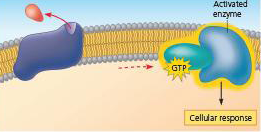 Activated
enzyme
GTP
Cellular response